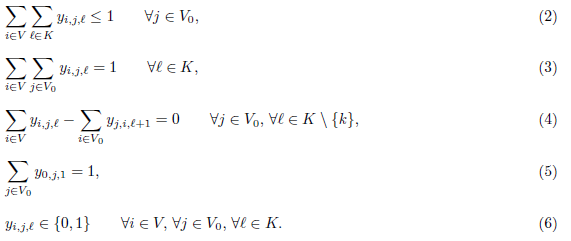 ∑_{i∈V} ∑_{ℓ∈K} y_{i,j,ℓ} ≤ 1 ∀j ∈ V_0, (2)
∑_{i∈V} ∑_{j∈V_0} y_{i,j,ℓ} = 1 ∀ℓ ∈ K, (3)
∑_{i∈V} y_{i,j,ℓ} − ∑_{i∈V_0} y_{j,i,ℓ+1} = 0 ∀j ∈ V_0, ∀ℓ ∈ K \ {k}, (4)
∑_{j∈V_0} y_{0,j,1} = 1, (5)
y_{i,j,ℓ} ∈ {0, 1} ∀i ∈ V, ∀j ∈ V_0, ∀ℓ ∈ K. (6)